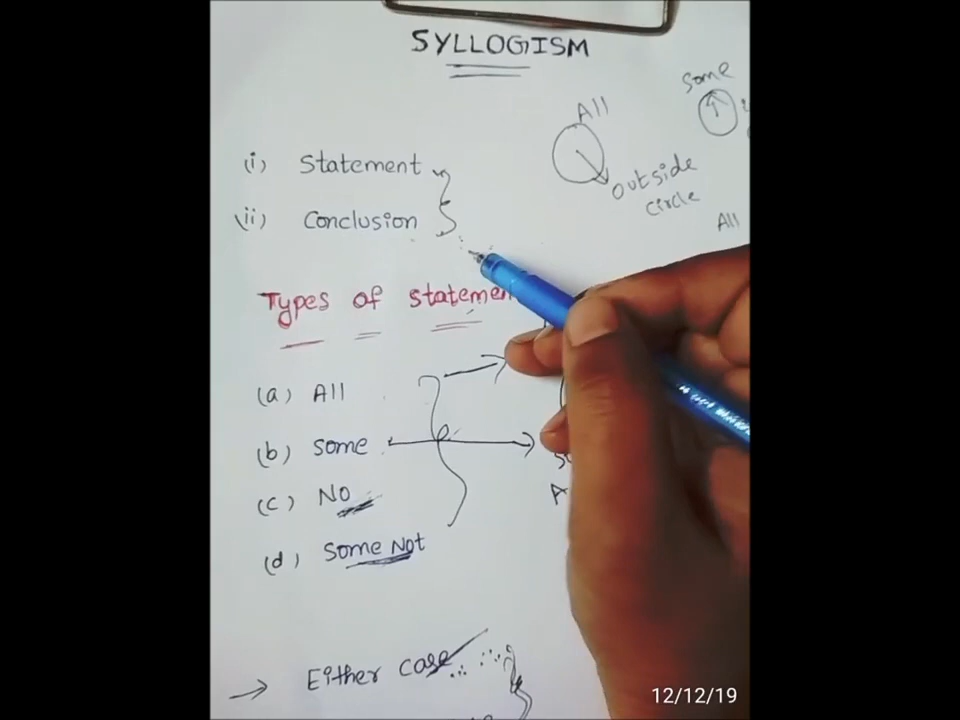 SYLLOGISM
Some
All
outside
circle
All
(i) Statement
(ii) Conclusion
Types of statemen
(a) All
(b) some
(c) No
(d) Some Not
Either case
12/12/19